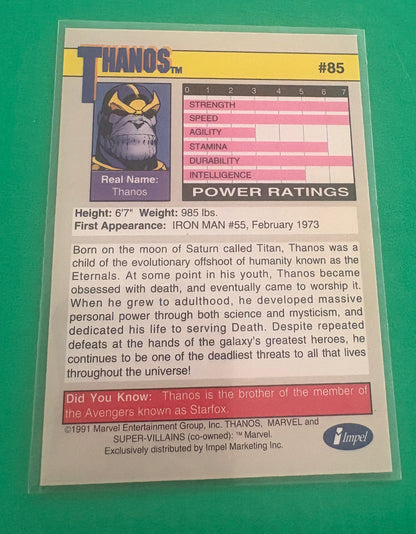 THANOS TM
#85
0 1 2 3 4 5 6 7
STRENGTH
SPEED
AGILITY
STAMINA
DURABILITY
INTELLIGENCE
POWER RATINGS
Real Name:
Thanos
Height: 6'7" Weight: 985 lbs.
First Appearance: IRON MAN #55, February 1973
Born on the moon of Saturn called Titan, Thanos was a
child of the evolutionary offshoot of humanity known as the
Eternals. At some point in his youth, Thanos became
obsessed with death, and eventually came to worship it.
When he grew to adulthood, he developed massive
personal power through both science and mysticism, and
dedicated his life to serving Death. Despite repeated
defeats at the hands of the galaxy's greatest heroes, he
continues to be one of the deadliest threats to all that lives
throughout the universe!
Did You Know: Thanos is the brother of the member of
the Avengers known as Starfox.
©1991 Marvel Entertainment Group, Inc. THANOS, MARVEL and
SUPER-VILLAINS (co-owned): ™ Marvel.
Exclusively distributed by Impel Marketing Inc.
Impel